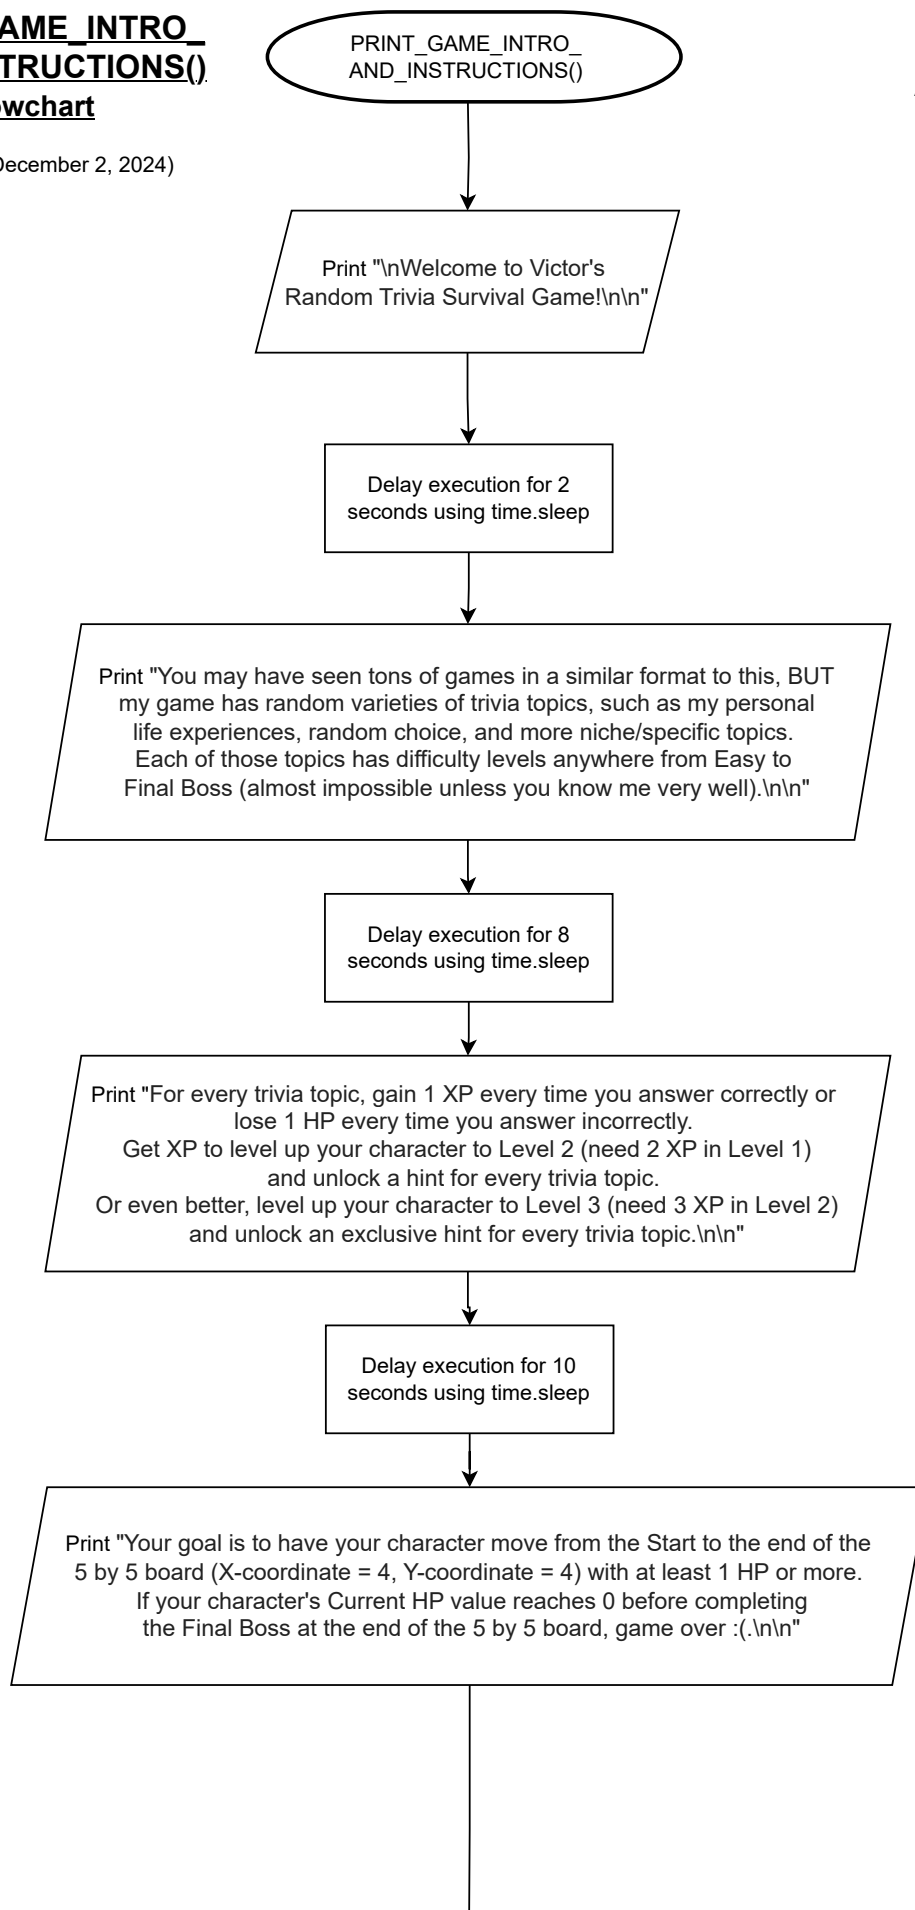 AME_INTRO_
TRUCTIONS()
owchart
December 2, 2024)
PRINT_GAME_INTRO_
AND_INSTRUCTIONS()
Print "\nWelcome to Victor's
Random Trivia Survival Game!\n\n"
Delay execution for 2
seconds using time.sleep
Print "You may have seen tons of games in a similar format to this, BUT
my game has random varieties of trivia topics, such as my personal
life experiences, random choice, and more niche/specific topics.
Each of those topics has difficulty levels anywhere from Easy to
Final Boss (almost impossible unless you know me very well).\n\n"
Delay execution for 8
seconds using time.sleep
Print "For every trivia topic, gain 1 XP every time you answer correctly or
lose 1 HP every time you answer incorrectly.
Get XP to level up your character to Level 2 (need 2 XP in Level 1)
and unlock a hint for every trivia topic.
Or even better, level up your character to Level 3 (need 3 XP in Level 2)
and unlock an exclusive hint for every trivia topic.\n\n"
Delay execution for 10
seconds using time.sleep
Print "Your goal is to have your character move from the Start to the end of the
5 by 5 board (X-coordinate = 4, Y-coordinate = 4) with at least 1 HP or more.
If your character's Current HP value reaches 0 before completing
the Final Boss at the end of the 5 by 5 board, game over :(.\n\n"